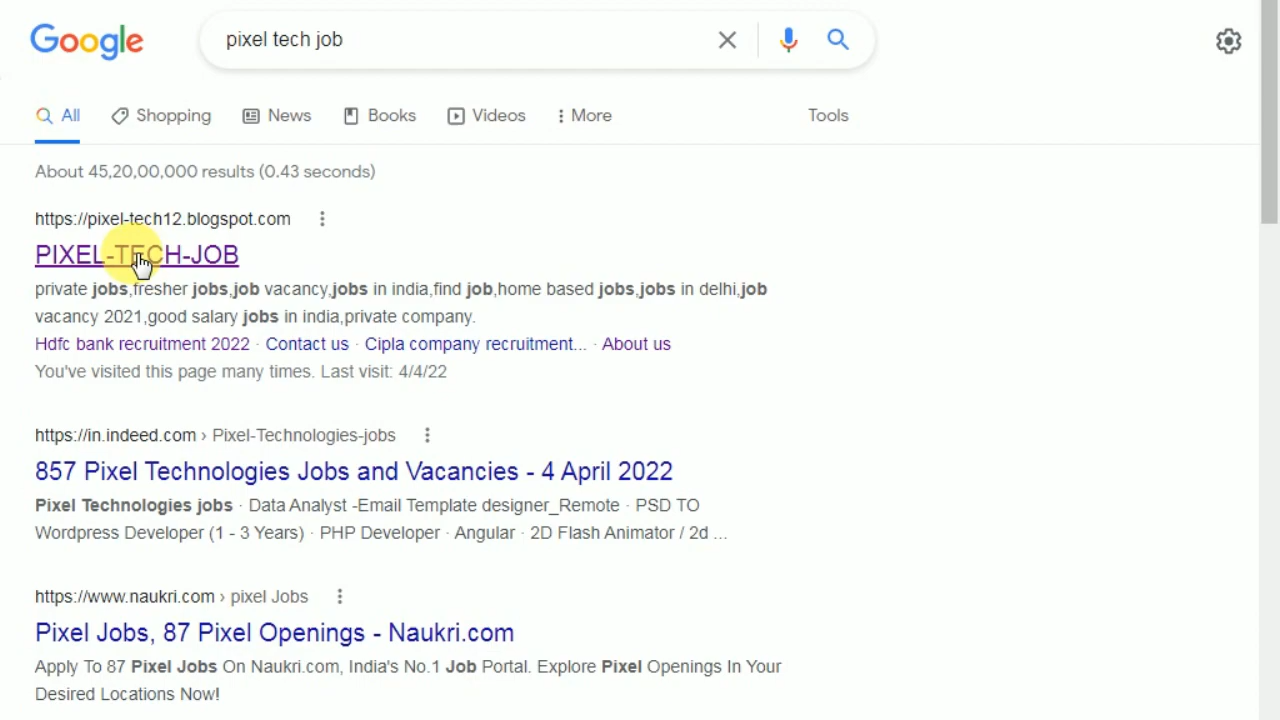 Google
pixel tech job
All Shopping News Books Videos More Tools
About 45,20,00,000 results (0.43 seconds)
https://pixel-tech12.blogspot.com
PIXEL-TECH-JOB
private jobs,fresher jobs,job vacancy,jobs in india,find job,home based jobs,jobs in delhi,job
vacancy 2021,good salary jobs in india,private company.
Hdfc bank recruitment 2022 · Contact us · Cipla company recruitment... · About us
You've visited this page many times. Last visit: 4/4/22
https://in.indeed.com › Pixel-Technologies-jobs
857 Pixel Technologies Jobs and Vacancies - 4 April 2022
Pixel Technologies jobs · Data Analyst -Email Template designer_Remote · PSD TO
Wordpress Developer (1 - 3 Years) · PHP Developer · Angular · 2D Flash Animator / 2d ...
https://www.naukri.com › pixel Jobs
Pixel Jobs, 87 Pixel Openings - Naukri.com
Apply To 87 Pixel Jobs On Naukri.com, India's No.1 Job Portal. Explore Pixel Openings In Your
Desired Locations Now!